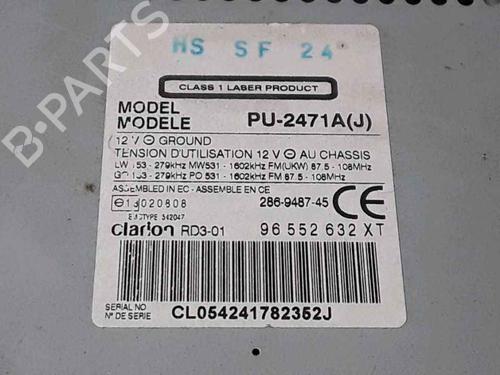 HS SF 24
CLASS 1 LASER PRODUCT
MODEL
MODELE
PU-2471A(J)
12 V ⊖ GROUND
TENSION D'UTILISATION 12 V ⊖ AU CHASSIS
LW 153 - 279kHz MW531 - 1602kHz FM(UKW) 87.5 - 108MHz
GO 153 - 279kHz PO 531 - 1602kHz FM 87.5 - 108MHz
ASSEMBLED IN EC - ASSEMBLE EN CE
e13 020808
286-9487-45 CE
clarion RD3-01 96 552 632 XT
SERIAL NO
Nº DE SERIE
CL054241782352J
B-PARTS